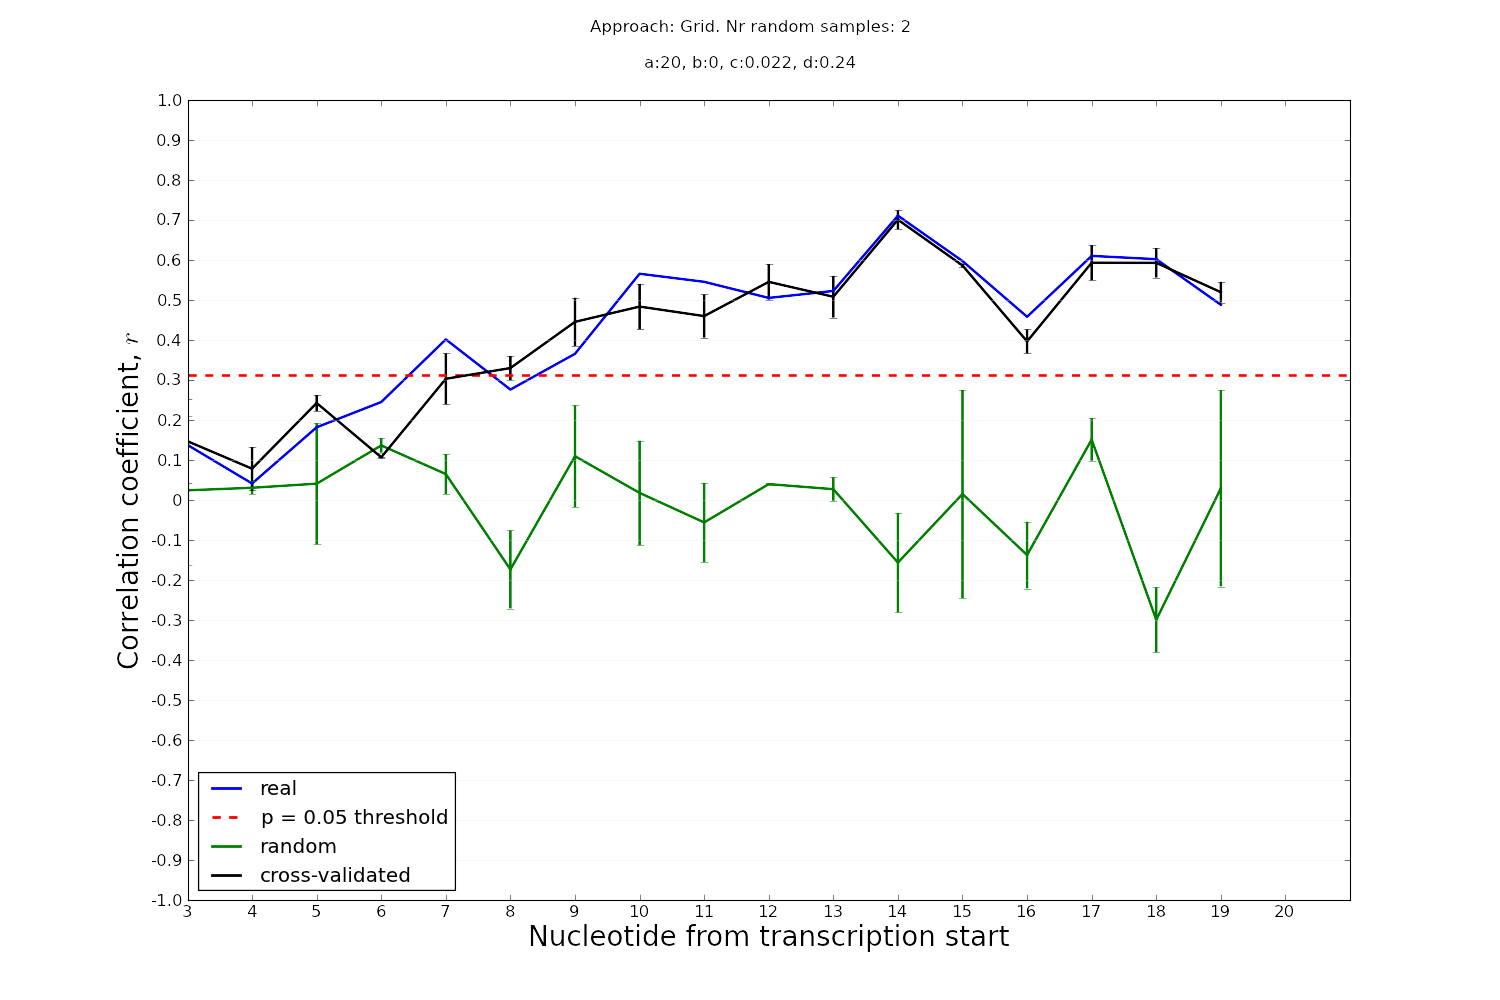 Approach: Grid. Nr random samples: 2
a:20, b:0, c:0.022, d:0.24
1.0
0.9
0.8
0.7
0.6
0.5
0.4
0.3
0.2
0.1
0
-0.1
-0.2
-0.3
-0.4
-0.5
-0.6
-0.7
-0.8
-0.9
-1.0
Correlation coefficient, r
real
p = 0.05 threshold
random
cross-validated
3 4 5 6 7 8 9 10 11 12 13 14 15 16 17 18 19 20
Nucleotide from transcription start